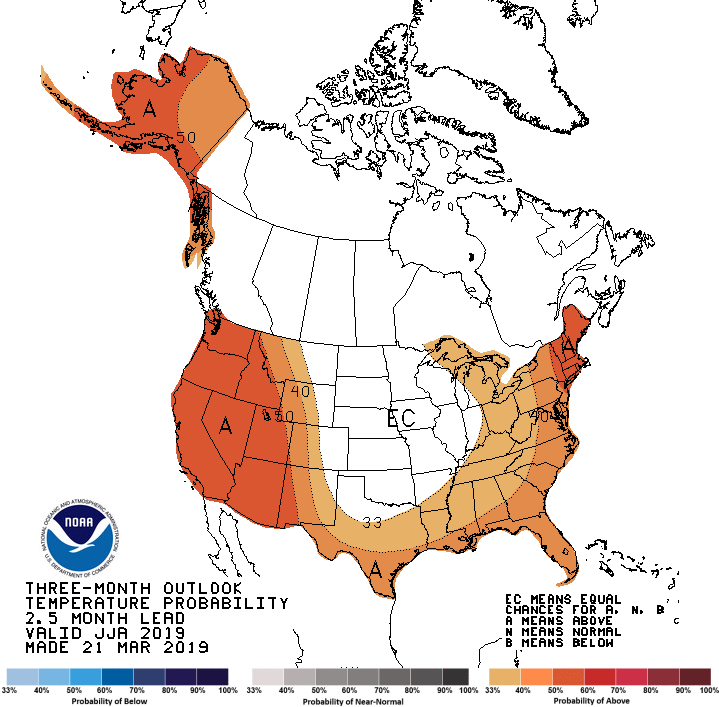 A
50
40
50
A
EC
A
40
33
A
NOAA
NATIONAL OCEANIC AND ATMOSPHERIC ADMINISTRATION
U.S. DEPARTMENT OF COMMERCE
THREE-MONTH OUTLOOK
TEMPERATURE PROBABILITY
2.5 MONTH LEAD
VALID JJA 2019
MADE 21 MAR 2019
EC MEANS EQUAL
CHANCES FOR A, N, B
A MEANS ABOVE
N MEANS NORMAL
B MEANS BELOW
33% 40% 50% 60% 70% 80% 90% 100%
Probability of Below
33% 40% 50% 60% 70% 80% 90% 100%
Probability of Near-Normal
33% 40% 50% 60% 70% 80% 90% 100%
Probability of Above